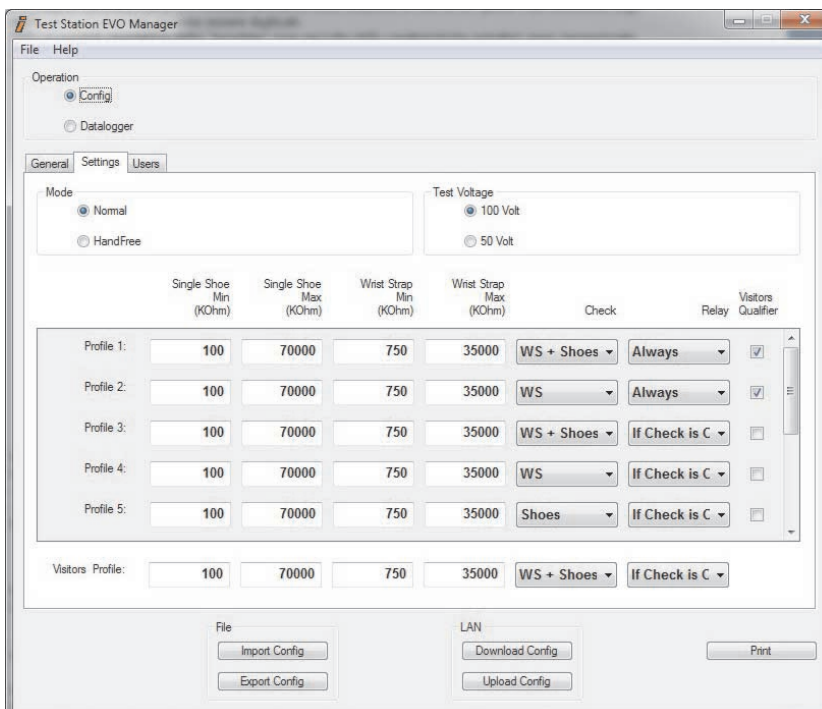 Test Station EVO Manager
File Help
Operation
Config
Datalogger
General Settings Users
Mode
Normal
HandFree
Test Voltage
100 Volt
50 Volt
Single Shoe Min (KOhm)
Single Shoe Max (KOhm)
Wrist Strap Min (KOhm)
Wrist Strap Max (KOhm)
Check
Relay
Visitors Qualifier
Profile 1: 100 70000 750 35000 WS + Shoes Always
Profile 2: 100 70000 750 35000 WS Always
Profile 3: 100 70000 750 35000 WS + Shoes If Check is C
Profile 4: 100 70000 750 35000 WS If Check is C
Profile 5: 100 70000 750 35000 Shoes If Check is C
Visitors Profile: 100 70000 750 35000 WS + Shoes If Check is C
File
Import Config
Export Config
LAN
Download Config
Upload Config
Print